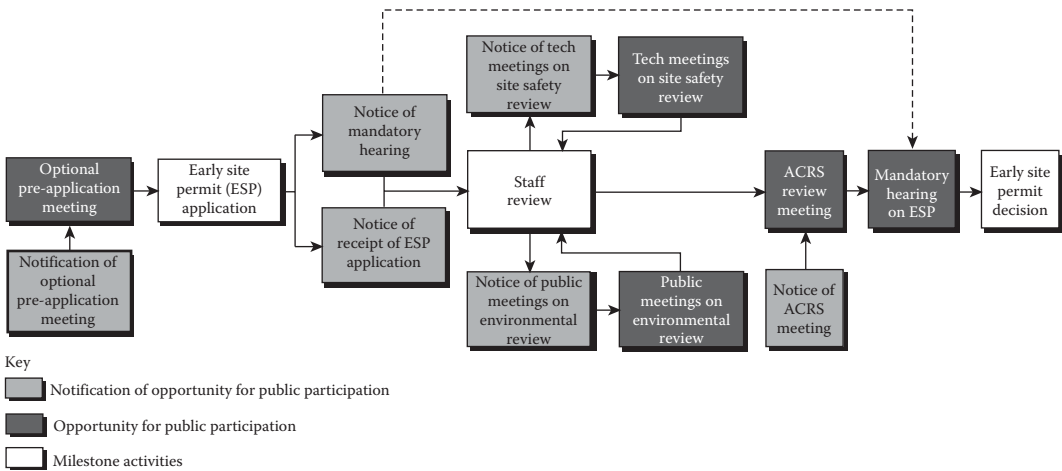 Optional
pre-application
meeting
Notification of
optional
pre-application
meeting
Early site
permit (ESP)
application
Notice of
mandatory
hearing
Notice of
receipt of ESP
application
Notice of tech
meetings on
site safety
review
Tech meetings
on site safety
review
Staff
review
Notice of public
meetings on
environmental
review
Public
meetings on
environmental
review
ACRS
review
meeting
Notice of
ACRS
meeting
Mandatory
hearing
on ESP
Early site
permit
decision
Key
Notification of opportunity for public participation
Opportunity for public participation
Milestone activities